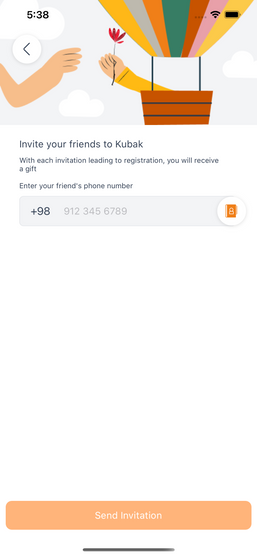 5:38
Invite your friends to Kubak
With each invitation leading to registration, you will receive
a gift
Enter your friend's phone number
+98 912 345 6789
Send Invitation